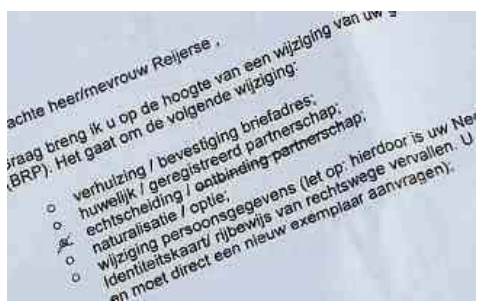 achte heer/mevrouw Reijerse ,
raag breng ik u op de hoogte van een wijziging van uw g
(BRP). Het gaat om de volgende wijziging:
o verhuizing / bevestiging briefadres;
o huwelijk / geregistreerd partnerschap;
echtscheiding / ontbinding partnerschap;
o naturalisatie / optie;
o wijziging persoonsgegevens (let op: hierdoor is uw Ned
o Identiteitskaart/ rijbewijs van rechtswege vervallen. U
en moet direct een nieuw exemplaar aanvragen);